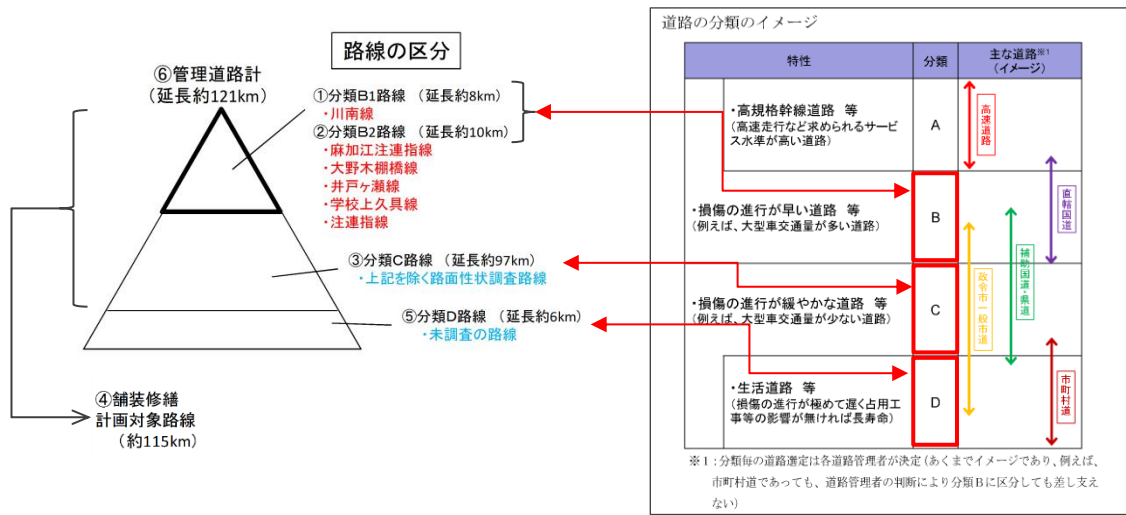 路線の区分
⑥管理道路計
(延長約121km)
①分類B1路線 (延長約8km)
・川南線
②分類B2路線 (延長約10km)
・麻加江注連指線
・大野木棚橋線
・井戸ヶ瀬線
・学校上久具線
・注連指線
③分類C路線 (延長約97km)
・上記を除く路面性状調査路線
⑤分類D路線 (延長約6km)
・未調査の路線
④舗装修繕
計画対象路線
(約115km)
道路の分類のイメージ
特性
分類
主な道路※1
(イメージ)
・高規格幹線道路 等
(高速走行など求められるサービ
ス水準が高い道路)
A
高速道路
・損傷の進行が早い道路 等
(例えば、大型車交通量が多い道路)
B
直轄国道
・損傷の進行が緩やかな道路 等
(例えば、大型車交通量が少ない道路)
C
政令市一般市道
補助国道・県道
・生活道路 等
(損傷の進行が極めて遅く占用工
事等の影響が無ければ長寿命)
D
市町村道
※1:分類毎の道路選定は各道路管理者が決定(あくまでイメージであり、例えば、
市町村道であっても、道路管理者の判断により分類Bに区分しても差し支え
ない)